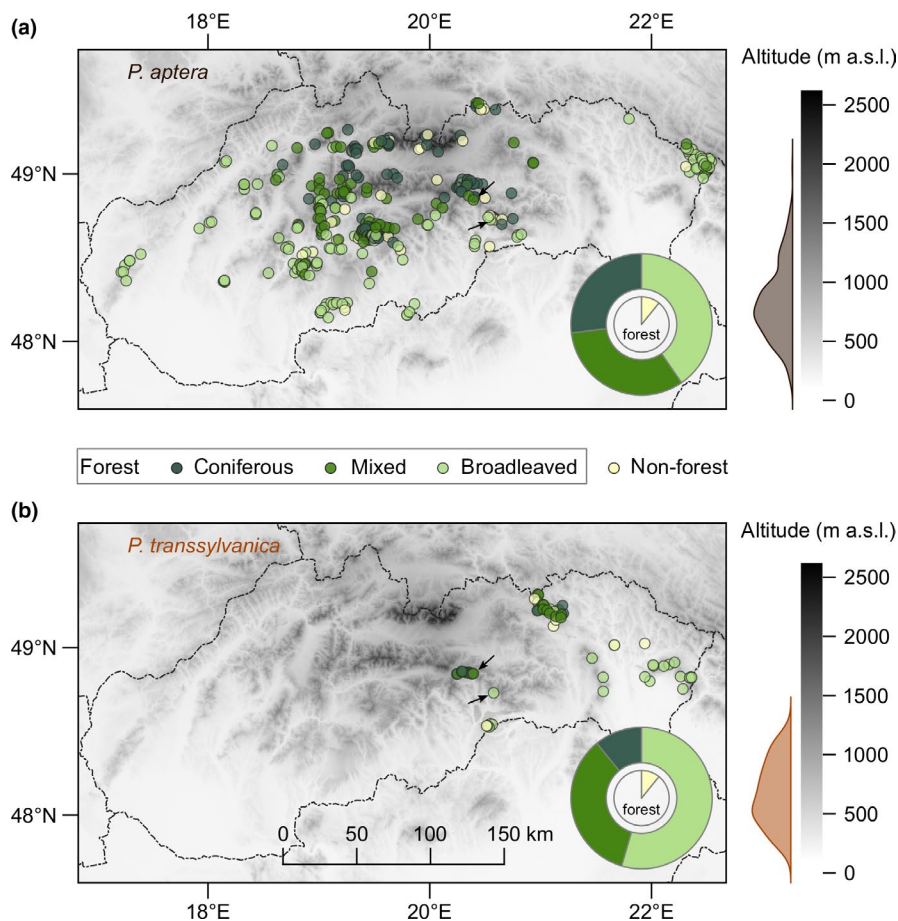 18°E 20°E 22°E
(a)
P. aptera
Altitude (m a.s.l.)
2500
2000
1500
1000
500
0
49°N
48°N
forest
Forest Coniferous Mixed Broadleaved Non-forest
(b)
P. transsylvanica
Altitude (m a.s.l.)
2500
2000
1500
1000
500
0
49°N
48°N
forest
0 50 100 150 km
18°E 20°E 22°E